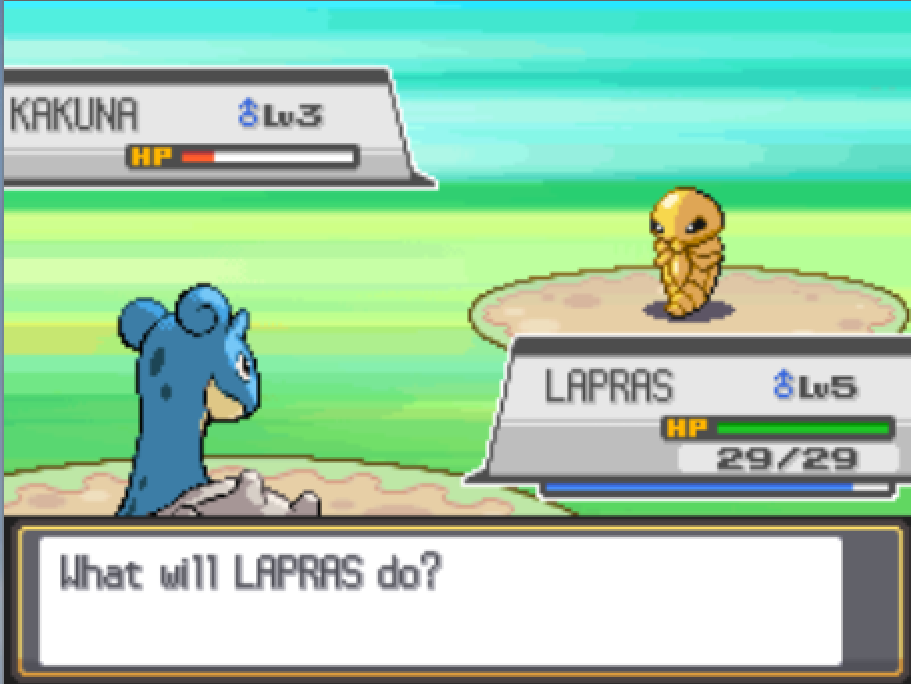 KAKUNA ♂Lv3
HP
LAPRAS ♂Lv5
HP
29/29
What will LAPRAS do?